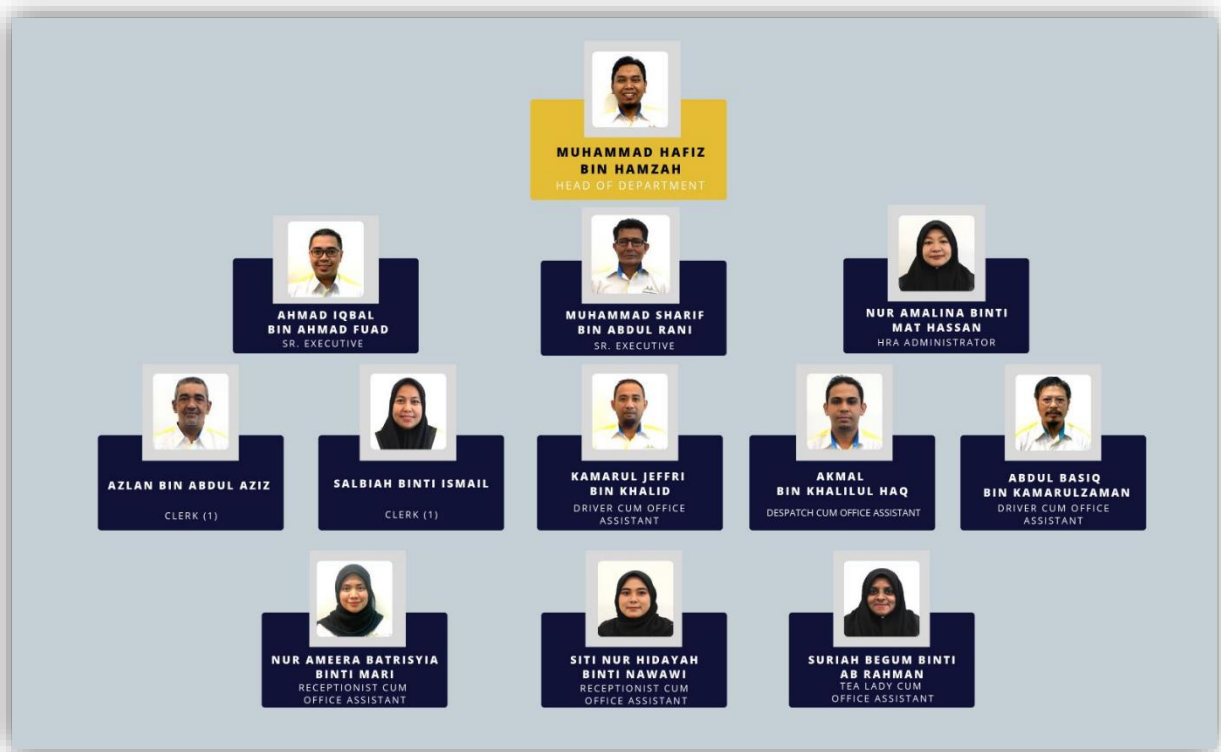 MUHAMMAD HAFIZ
BIN HAMZAH
HEAD OF DEPARTMENT
AHMAD IQBAL
BIN AHMAD FUAD
SR. EXECUTIVE
MUHAMMAD SHARIF
BIN ABDUL RANI
SR. EXECUTIVE
NUR AMALINA BINTI
MAT HASSAN
HRA ADMINISTRATOR
AZLAN BIN ABDUL AZIZ
CLERK (1)
SALBIAH BINTI ISMAIL
CLERK (1)
KAMARUL JEFFRI
BIN KHALID
DRIVER CUM OFFICE
ASSISTANT
AKMAL
BIN KHALILUL HAQ
DESPATCH CUM OFFICE ASSISTANT
ABDUL BASIQ
BIN KAMARULZAMAN
DRIVER CUM OFFICE
ASSISTANT
NUR AMEERA BATRISYIA
BINTI MARI
RECEPTIONIST CUM
OFFICE ASSISTANT
SITI NUR HIDAYAH
BINTI NAWAWI
RECEPTIONIST CUM
OFFICE ASSISTANT
SURIAH BEGUM BINTI
AB RAHMAN
TEA LADY CUM
OFFICE ASSISTANT